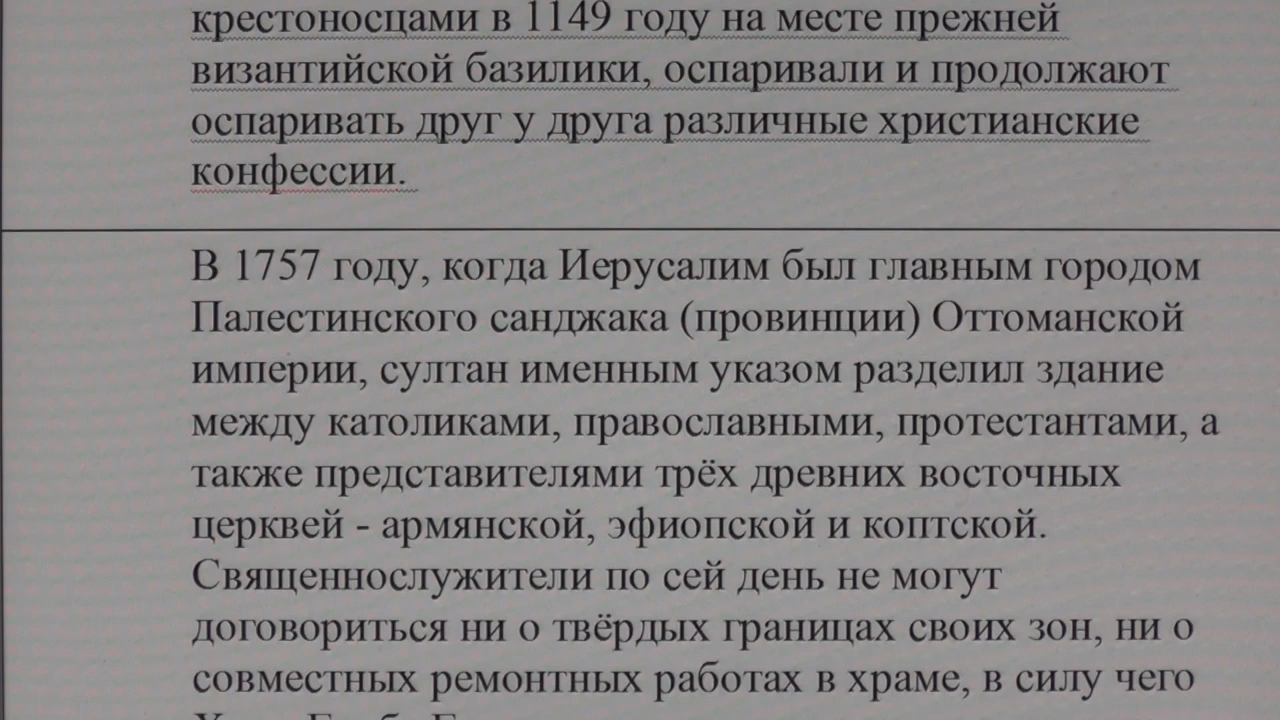 крестоносцами в 1149 году на месте прежней
византийской базилики, оспаривали и продолжают
оспаривать друг у друга различные христианские
конфессии.
В 1757 году, когда Иерусалим был главным городом
Палестинского санджака (провинции) Оттоманской
империи, султан именным указом разделил здание
между католиками, православными, протестантами, а
также представителями трёх древних восточных
церквей - армянской, эфиопской и коптской.
Священнослужители по сей день не могут
договориться ни о твёрдых границах своих зон, ни о
совместных ремонтных работах в храме, в силу чего